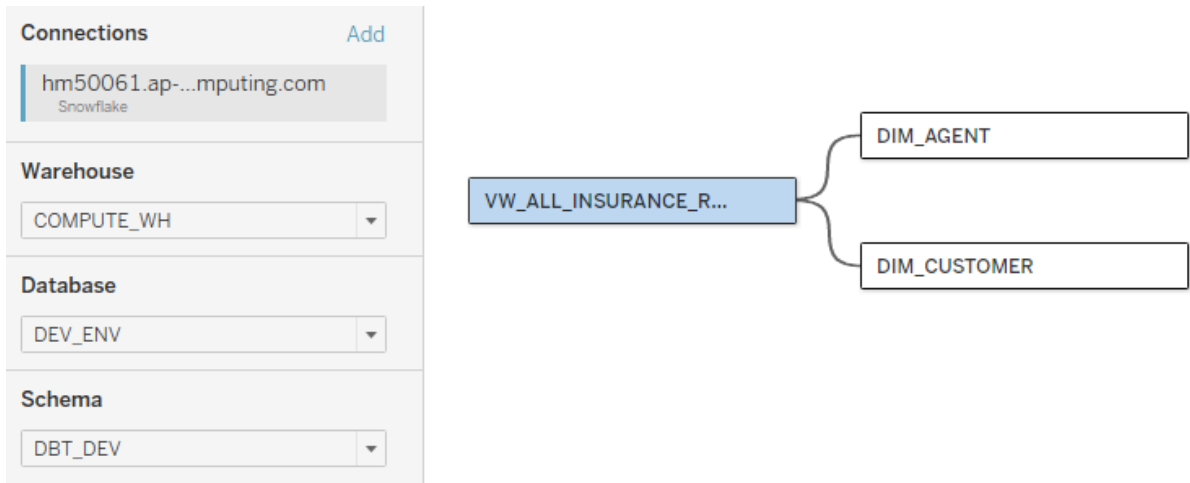 Connections Add
hm50061.ap-...mputing.com
Snowflake
Warehouse
COMPUTE_WH
Database
DEV_ENV
Schema
DBT_DEV
VW_ALL_INSURANCE_R...
DIM_AGENT
DIM_CUSTOMER